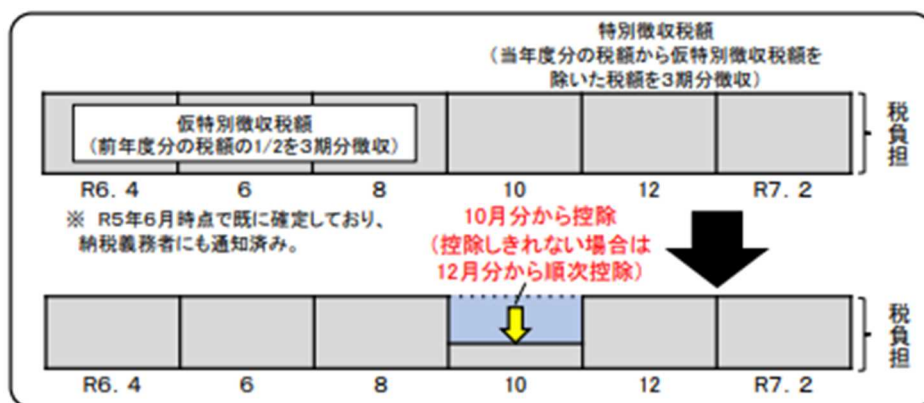 特別徴収税額
(当年度分の税額から仮特別徴収税額を
除いた税額を3期分徴収)
仮特別徴収税額
(前年度分の税額の1/2を3期分徴収)
税負担
R6.4 6 8 10 12 R7.2
※ R5年6月時点で既に確定しており、
納税義務者にも通知済み。
10月分から控除
(控除しきれない場合は
12月分から順次控除)
税負担
R6.4 6 8 10 12 R7.2